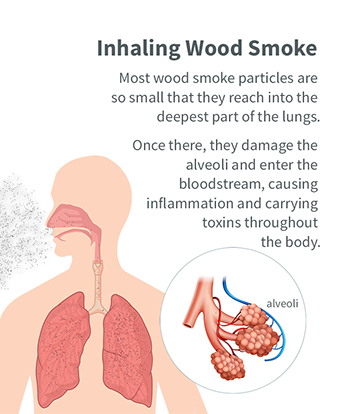 Inhaling Wood Smoke
Most wood smoke particles are
so small that they reach into the
deepest part of the lungs.
Once there, they damage the
alveoli and enter the
bloodstream, causing
inflammation and carrying
toxins throughout
the body.
alveoli